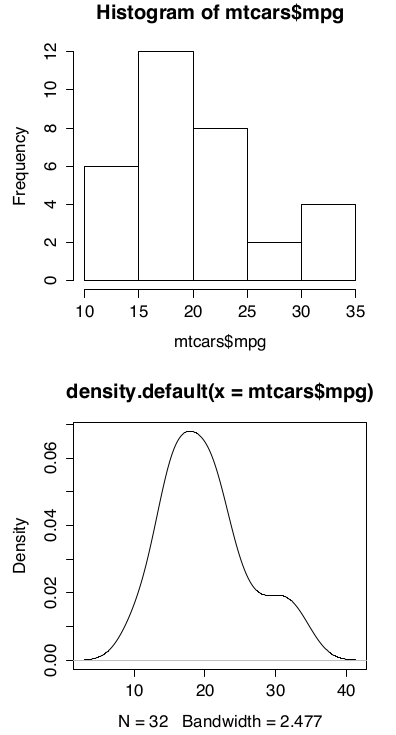 Histogram of mtcars$mpg
Frequency
0 2 4 6 8 10 12
10 15 20 25 30 35
mtcars$mpg
density.default(x = mtcars$mpg)
Density
0.00 0.02 0.04 0.06
10 20 30 40
N = 32 Bandwidth = 2.477